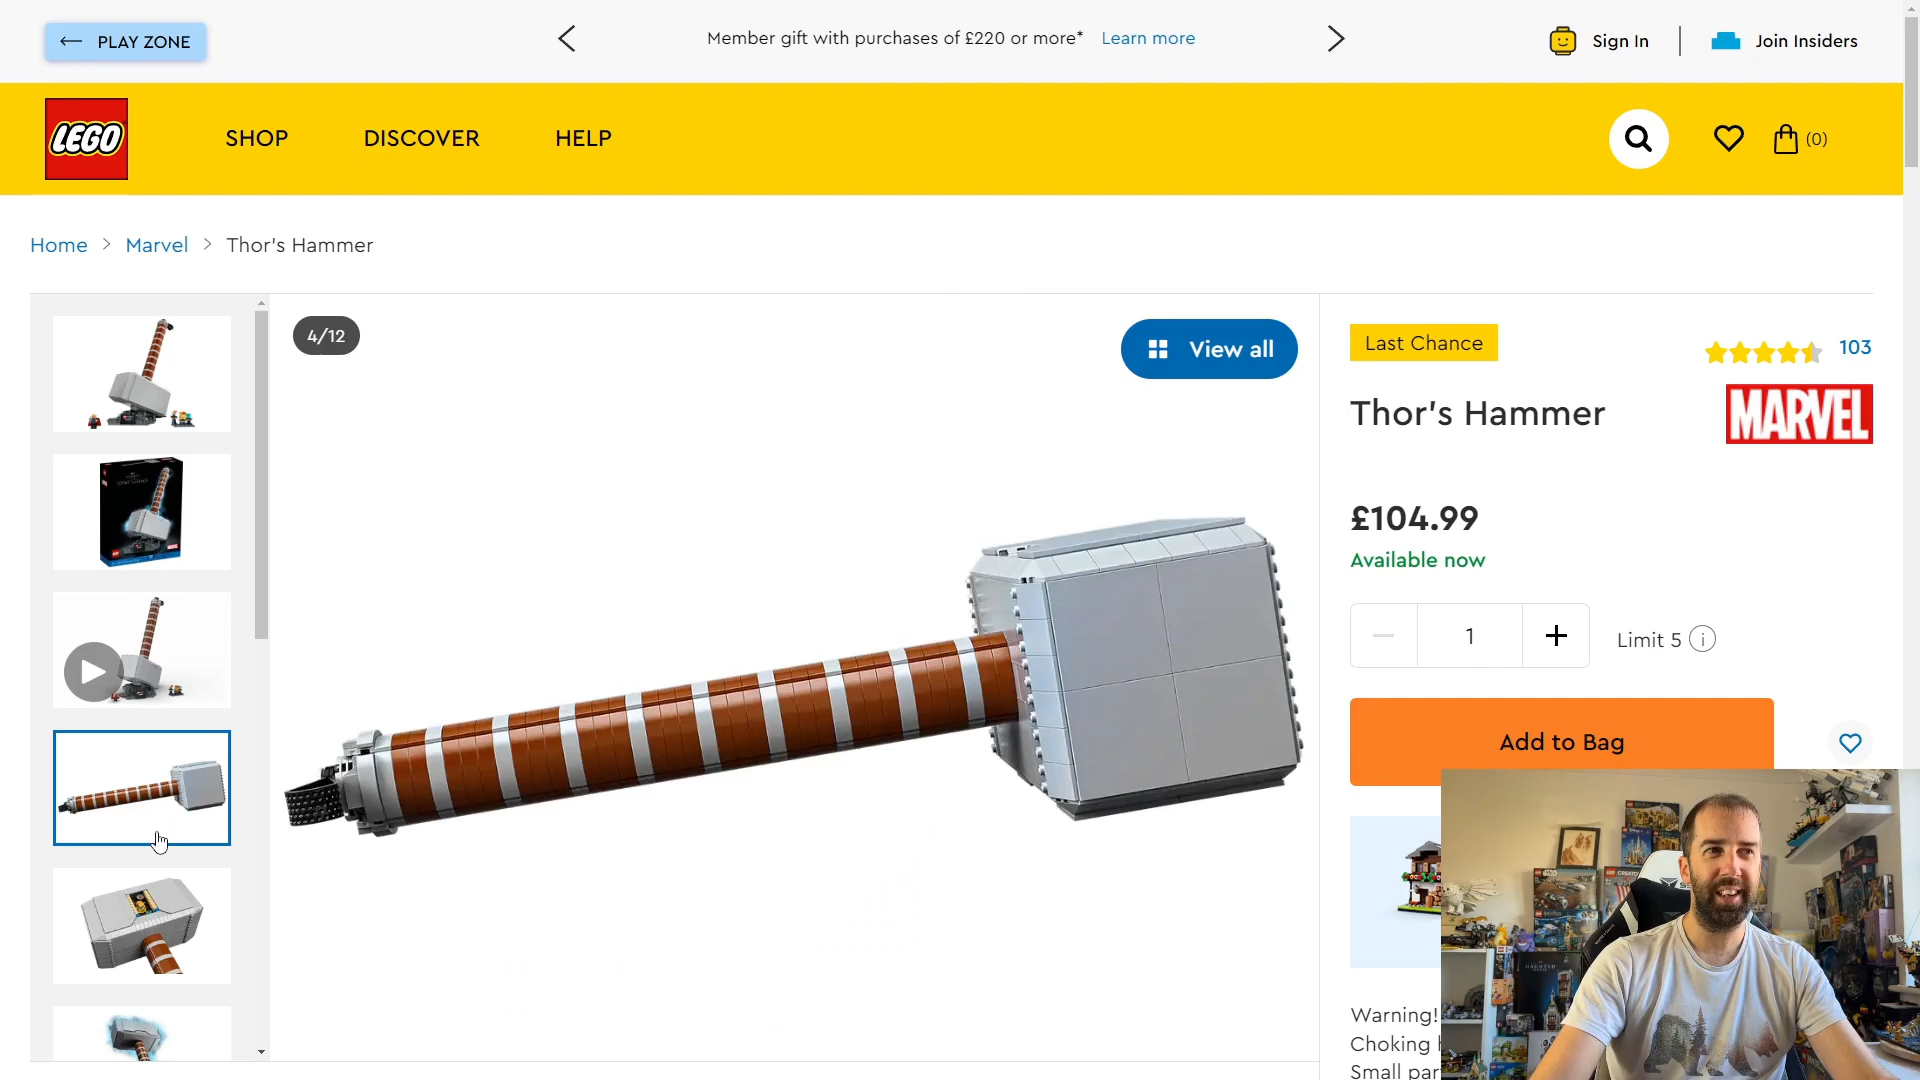 PLAY ZONE
Member gift with purchases of £220 or more* Learn more
Sign In
Join Insiders
LEGO
SHOP
DISCOVER
HELP
(0)
Home > Marvel > Thor's Hammer
4/12
View all
Last Chance
103
Thor's Hammer
MARVEL
£104.99
Available now
1
Limit 5
Add to Bag
Warning!
Choking
Small